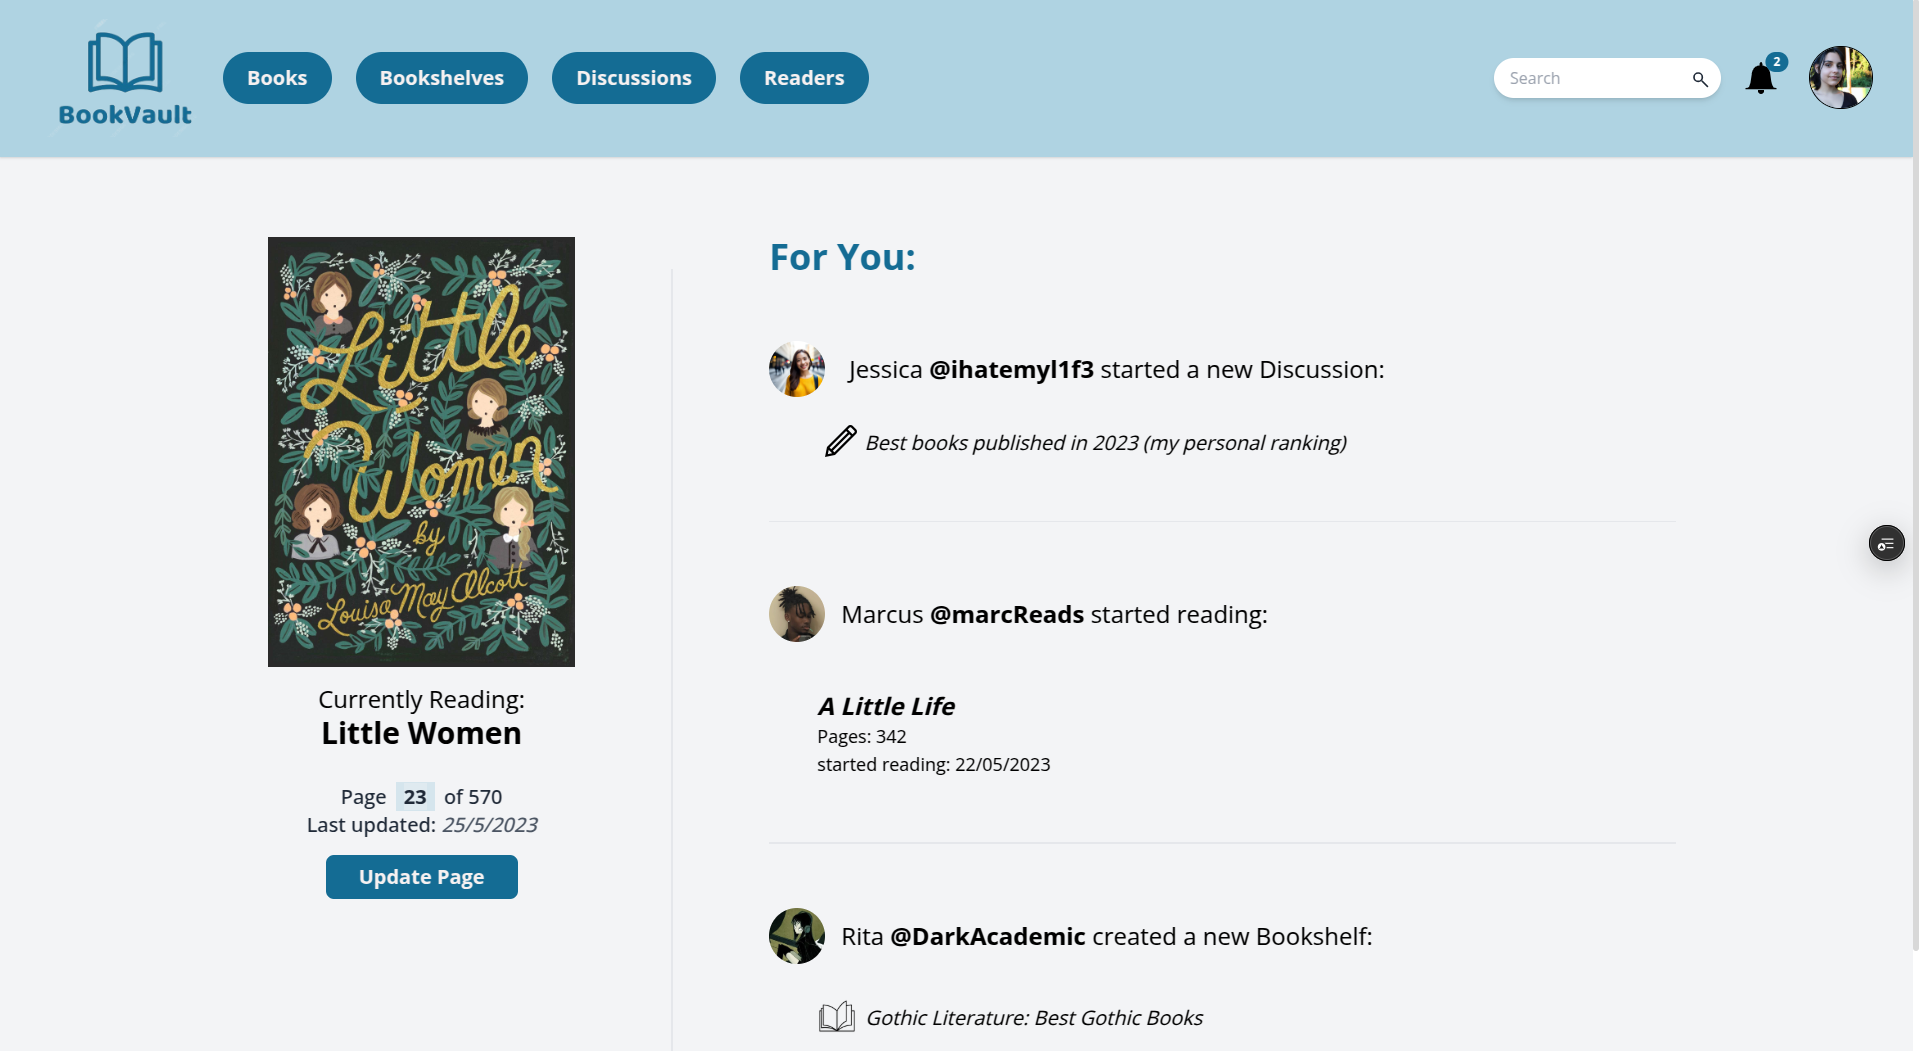 BookVault
Books
Bookshelves
Discussions
Readers
Search
2
Little
Women
by
Louisa May Alcott
Currently Reading:
Little Women
Page 23 of 570
Last updated: 25/5/2023
Update Page
For You:
Jessica @ihatemyl1f3 started a new Discussion:
Best books published in 2023 (my personal ranking)
Marcus @marcReads started reading:
A Little Life
Pages: 342
started reading: 22/05/2023
Rita @DarkAcademic created a new Bookshelf:
Gothic Literature: Best Gothic Books